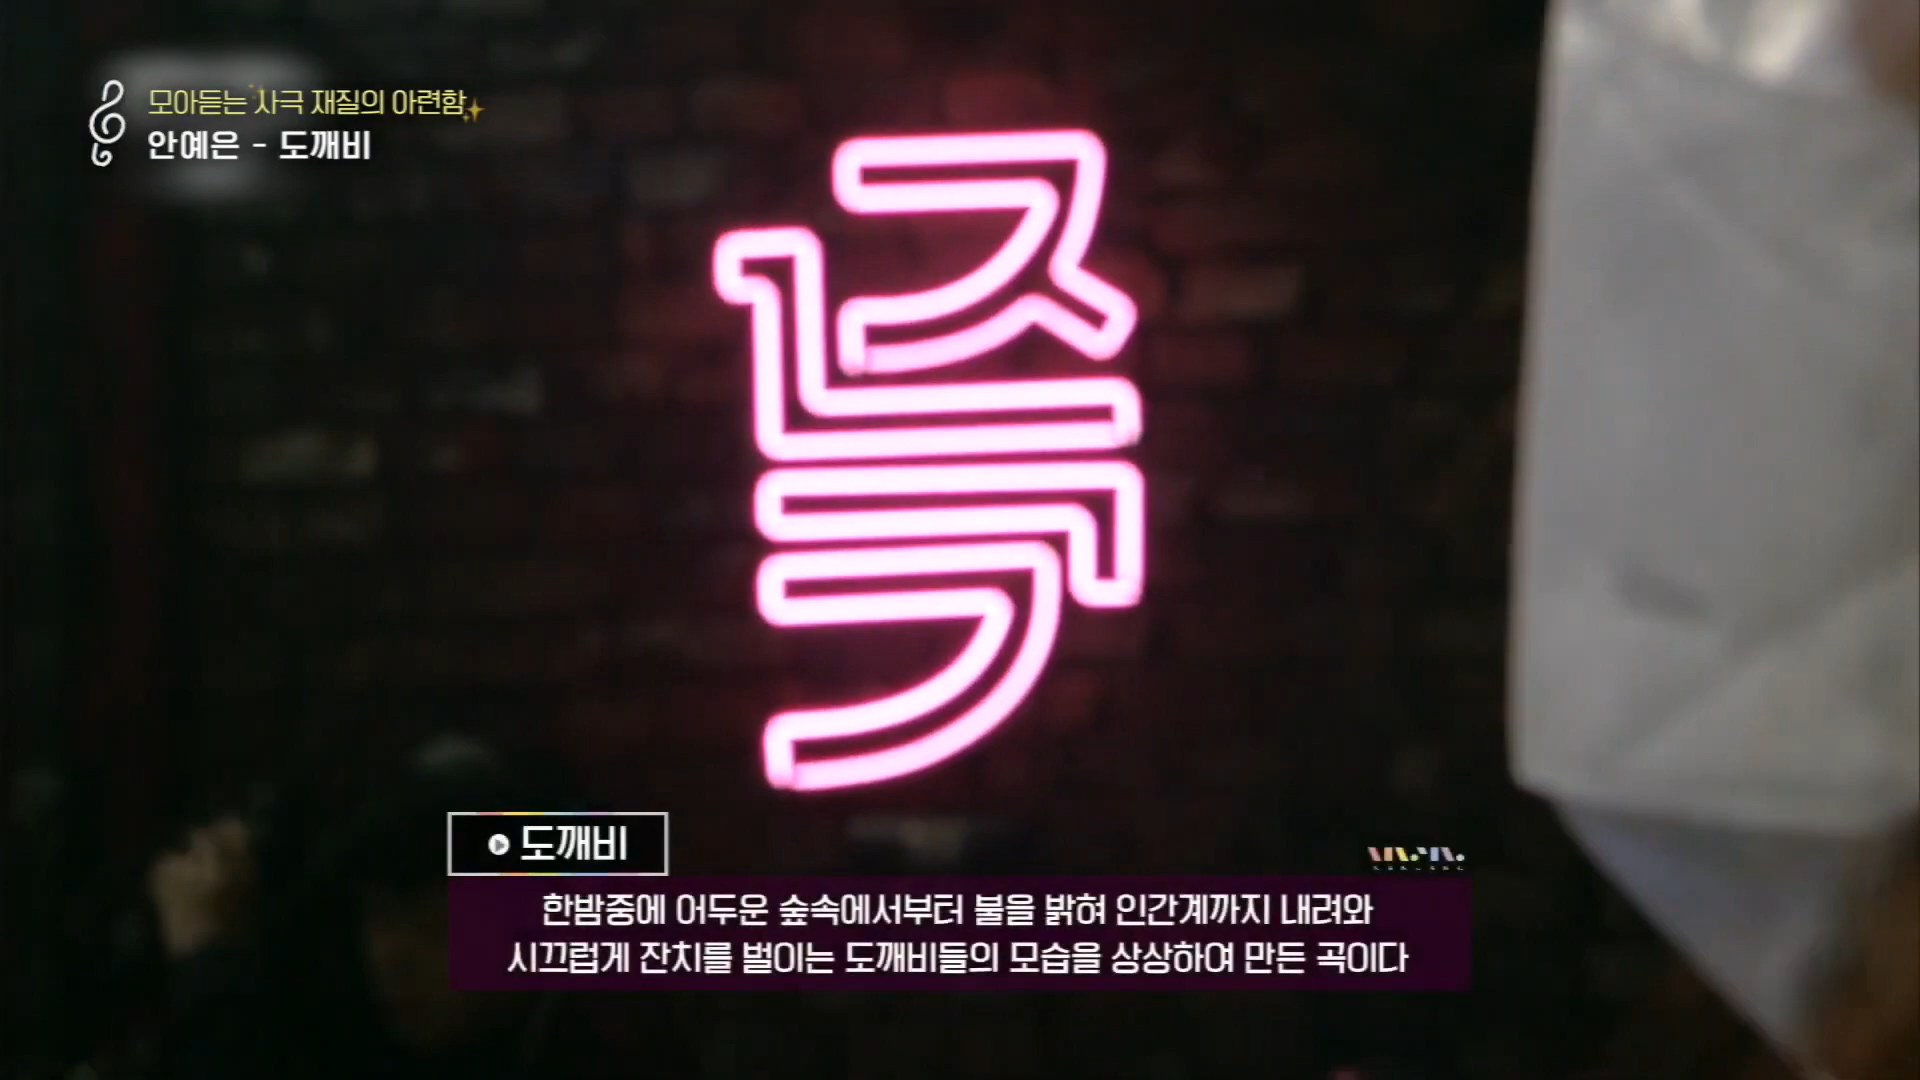 모아듣는 사극 재질의 아련함
안예은 - 도깨비
도깨비
한밤중에 어두운 숲속에서부터 불을 밝혀 인간계까지 내려와
시끄럽게 잔치를 벌이는 도깨비들의 모습을 상상하여 만든 곡이다